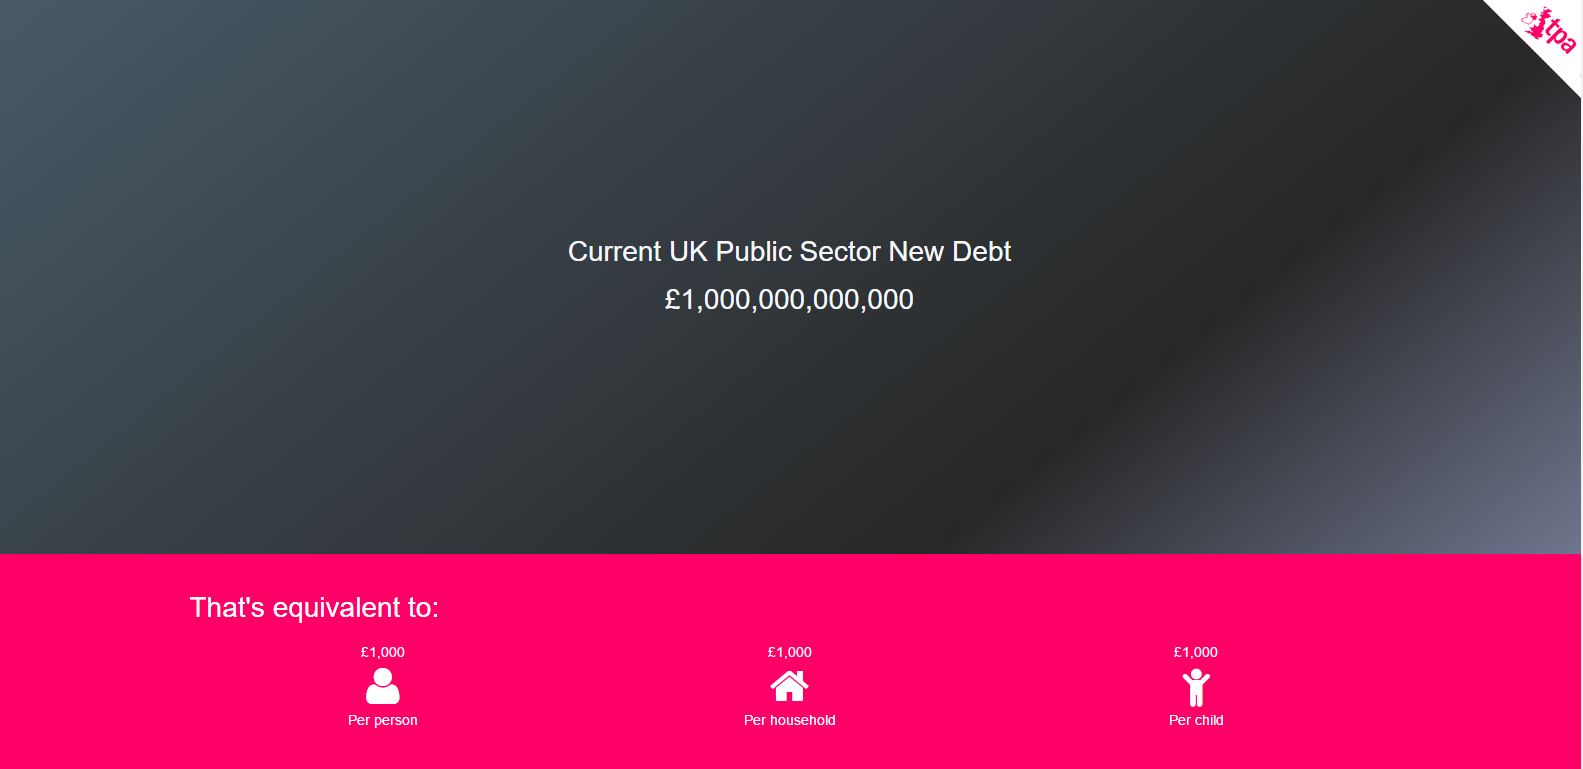 tpa
Current UK Public Sector New Debt
£1,000,000,000,000
That's equivalent to:
£1,000
£1,000
£1,000
Per person
Per household
Per child